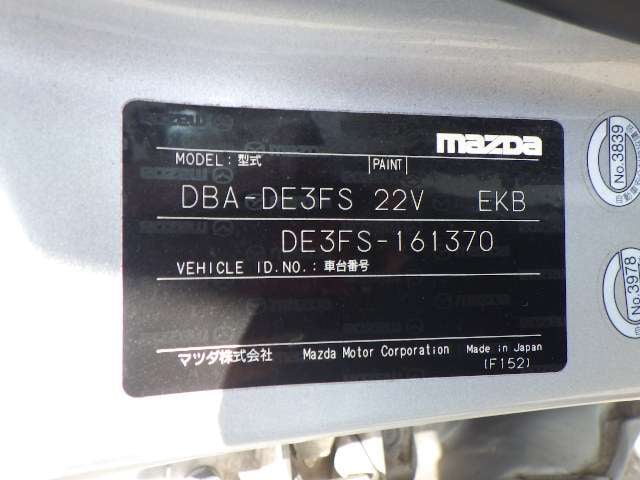 mazda
MODEL: 型式 PAINT
DBA-DE3FS 22V EKB
DE3FS-161370
VEHICLE ID.NO.: 車台番号
マツダ株式会社 Mazda Motor Corporation Made in Japan
(F152)
No.3839
No.3978